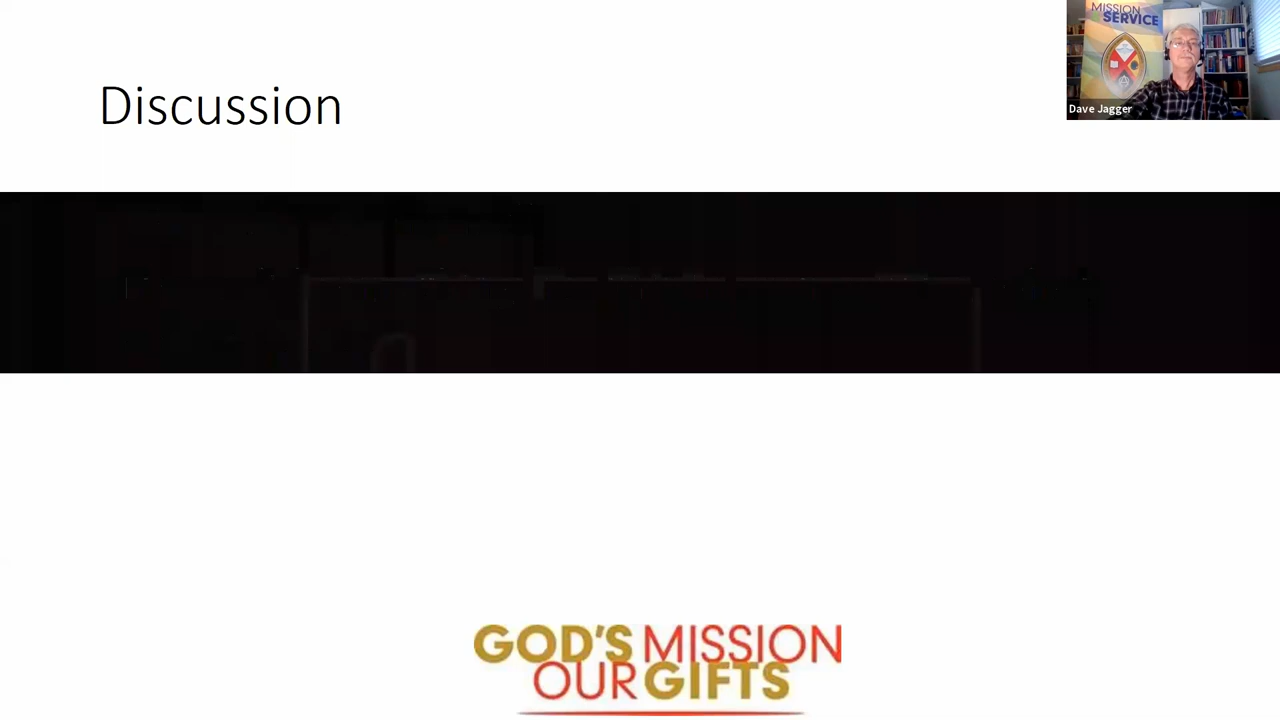 Discussion
MISSION
SERVICE
Dave Jagger
GOD'S MISSION
OUR GIFTS